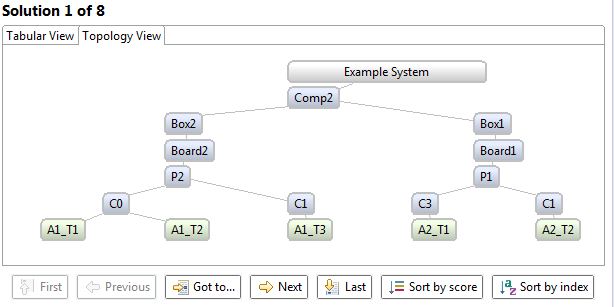 Solution 1 of 8
Tabular View Topology View
Example System
Comp2
Box2 Box1
Board2 Board1
P2 P1
C0 C1 C3 C1
A1_T1 A1_T2 A1_T3 A2_T1 A2_T2
First Previous Got to... Next Last Sort by score Sort by index